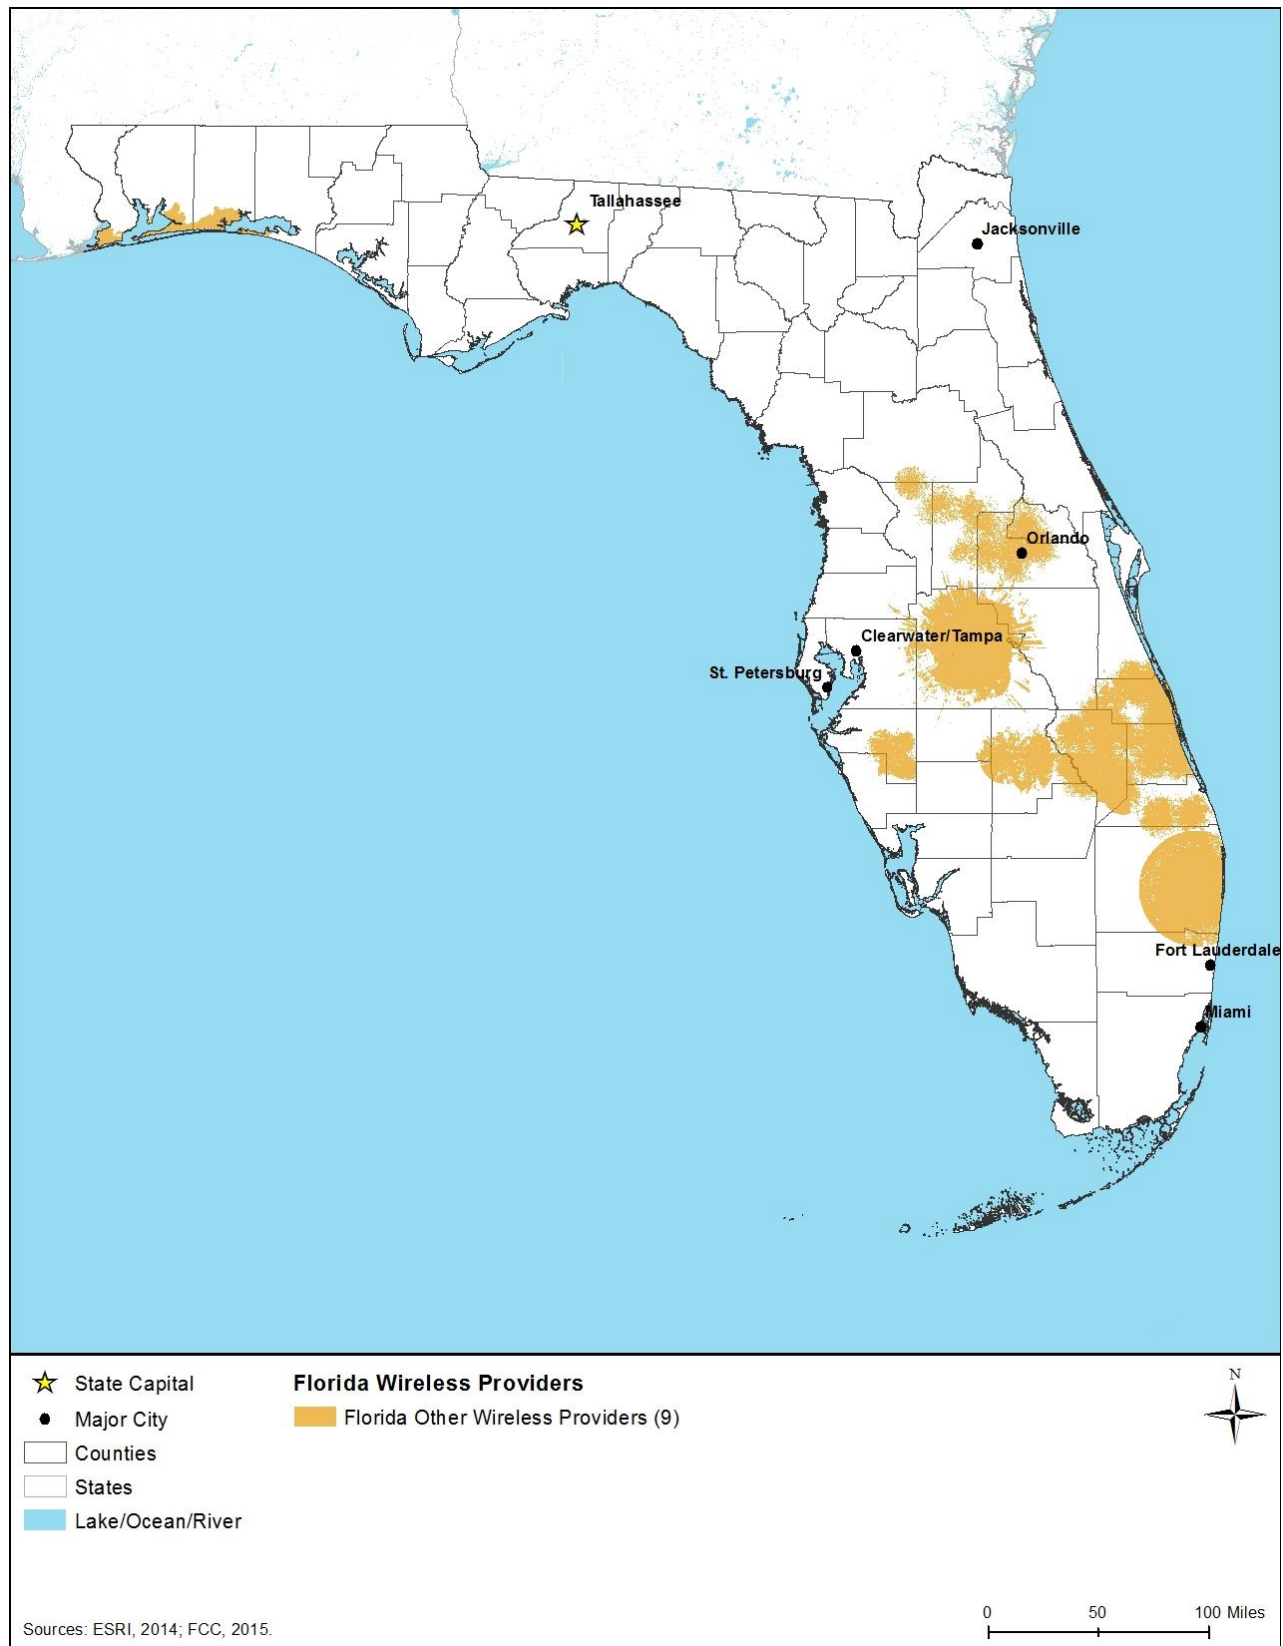 Tallahassee
Jacksonville
Orlando
Clearwater/Tampa
St. Petersburg
Fort Lauderdale
Miami
State Capital
Major City
Counties
States
Lake/Ocean/River
Florida Wireless Providers
Florida Other Wireless Providers (9)
N
0 50 100 Miles
Sources: ESRI, 2014; FCC, 2015.